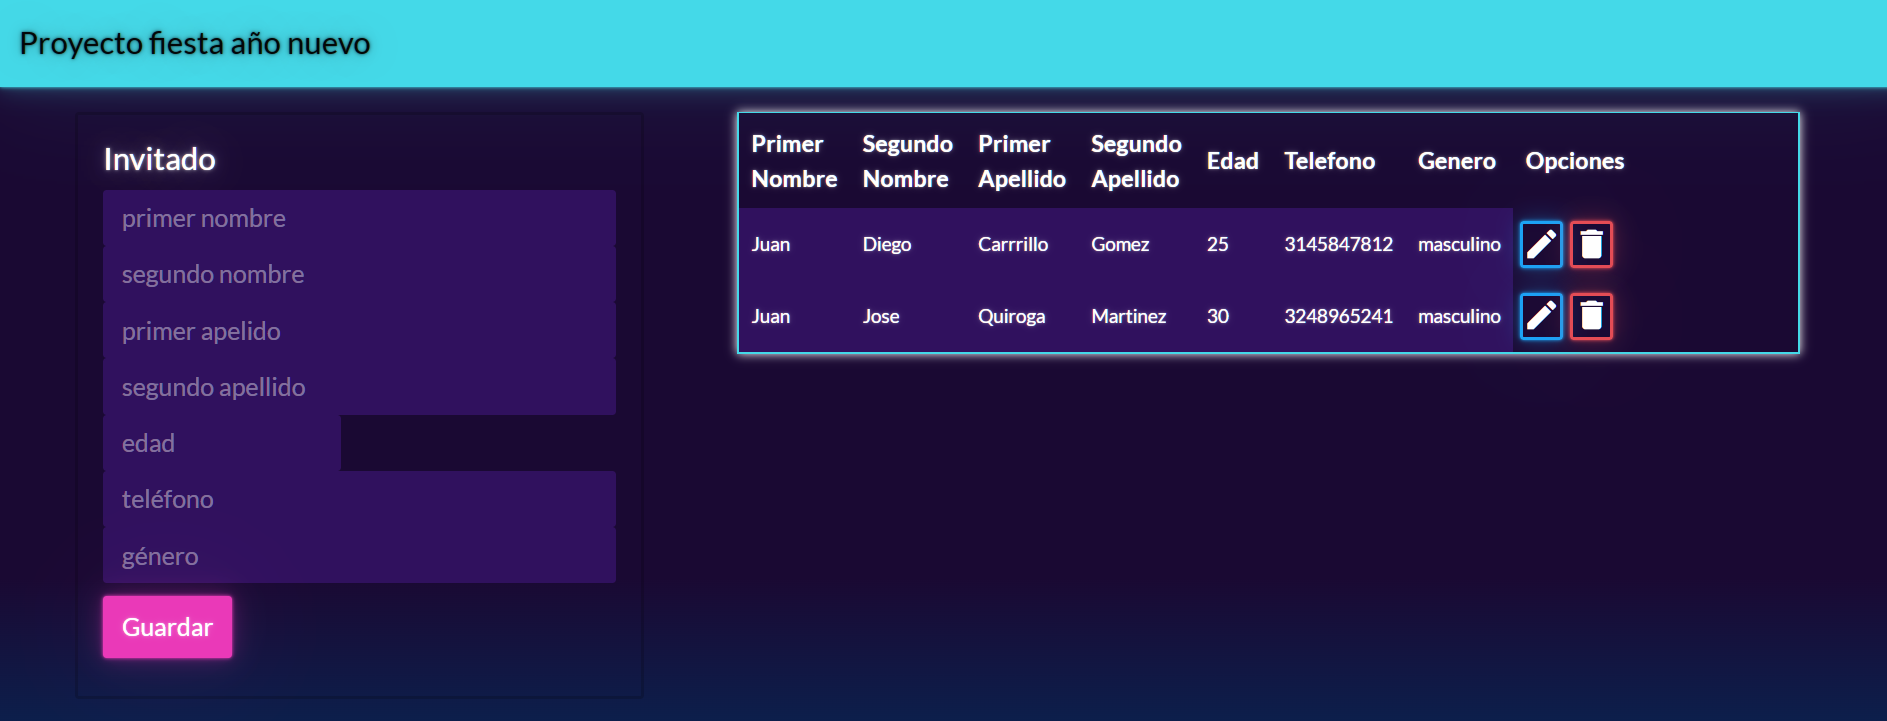 Proyecto fiesta año nuevo
Invitado
primer nombre
segundo nombre
primer apelido
segundo apellido
edad
teléfono
género
Guardar
Primer Nombre Segundo Nombre Primer Apellido Segundo Apellido Edad Telefono Genero Opciones
Juan Diego Carrrillo Gomez 25 3145847812 masculino
Juan Jose Quiroga Martinez 30 3248965241 masculino